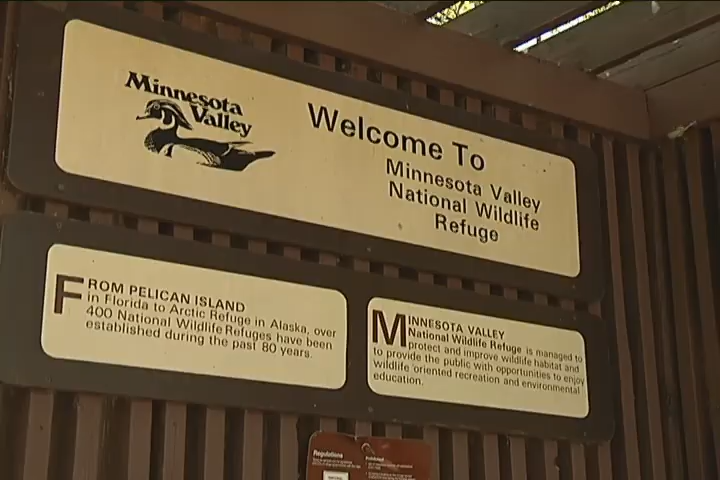 Minnesota
Valley
Welcome To
Minnesota Valley
National Wildlife
Refuge
FROM PELICAN ISLAND
in Florida to Arctic Refuge in Alaska, over
400 National Wildlife Refuges have been
established during the past 80 years.
MINNESOTA VALLEY
National Wildlife Refuge is managed to
protect and improve wildlife habitat and
to provide the public with opportunities to enjoy
wildlife oriented recreation and environmental
education.
Regulations
Prohibited